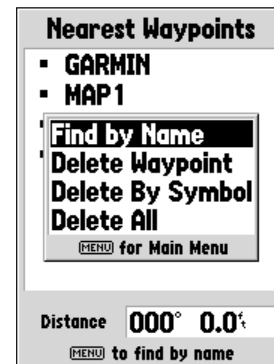 Nearest Waypoints
▪ GARMIN
▪ MAP1
Find by Name
Delete Waypoint
Delete By Symbol
Delete All
MENU for Main Menu
Distance 000° 0.0ft
MENU to find by name